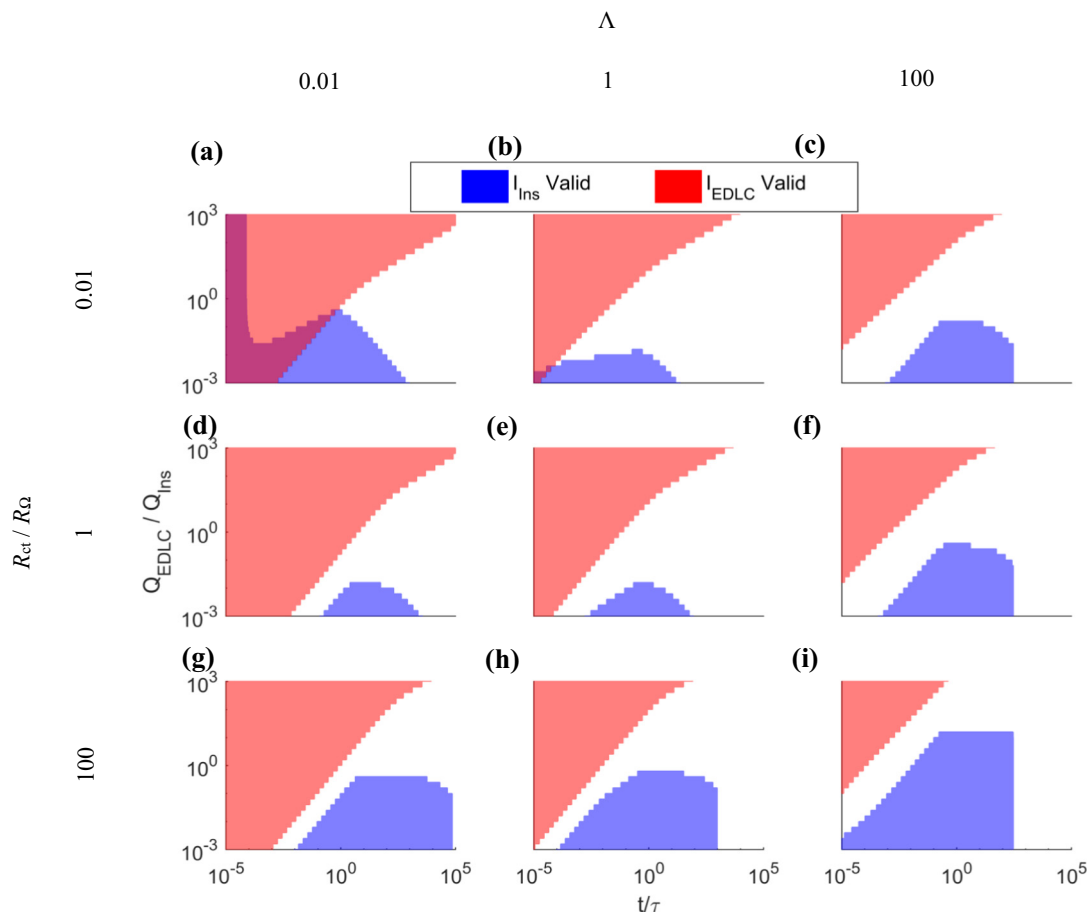 Λ
0.01 1 100
(a) (b) (c)
I_Ins Valid I_EDLC Valid
10^3
10^0
10^-3
0.01
(d) (e) (f)
10^3
10^0
10^-3
Q_EDLC / Q_Ins
R_ct / R_Ω
1
(g) (h) (i)
10^3
10^0
10^-3
100
10^-5 10^0 10^5 10^-5 10^0 10^5 10^-5 10^0 10^5
t/τ